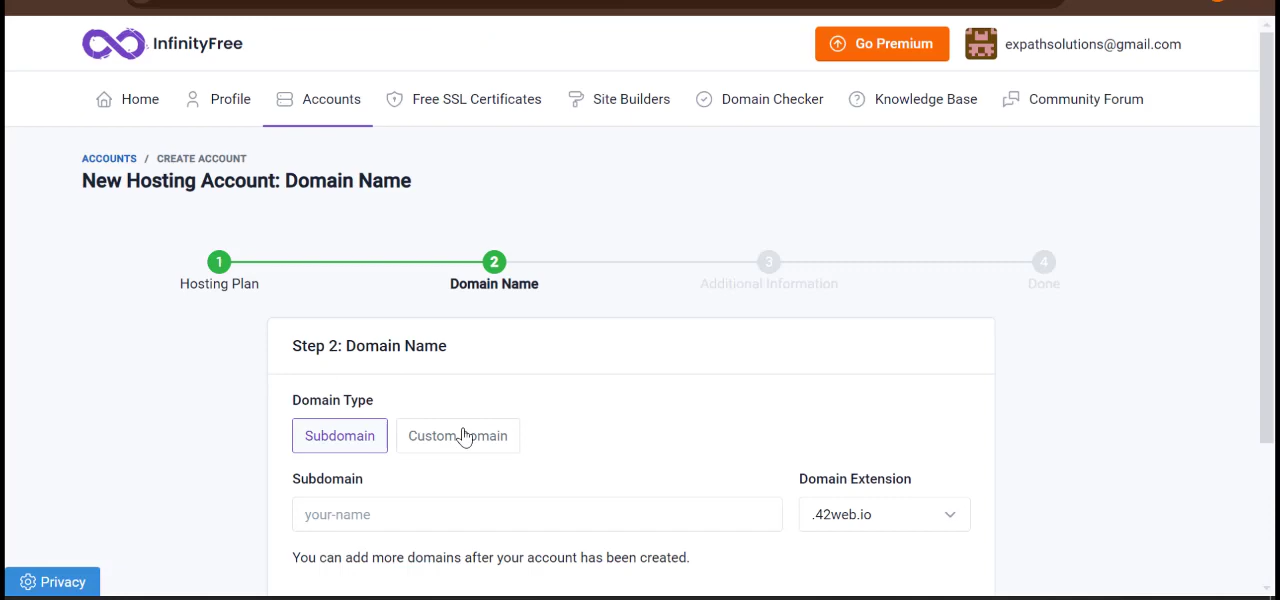 InfinityFree
Go Premium
expathsolutions@gmail.com
Home
Profile
Accounts
Free SSL Certificates
Site Builders
Domain Checker
Knowledge Base
Community Forum
ACCOUNTS / CREATE ACCOUNT
New Hosting Account: Domain Name
1
2
3
4
Hosting Plan
Domain Name
Additional Information
Done
Step 2: Domain Name
Domain Type
Subdomain
Custom Domain
Subdomain
Domain Extension
your-name
.42web.io
You can add more domains after your account has been created.
Privacy